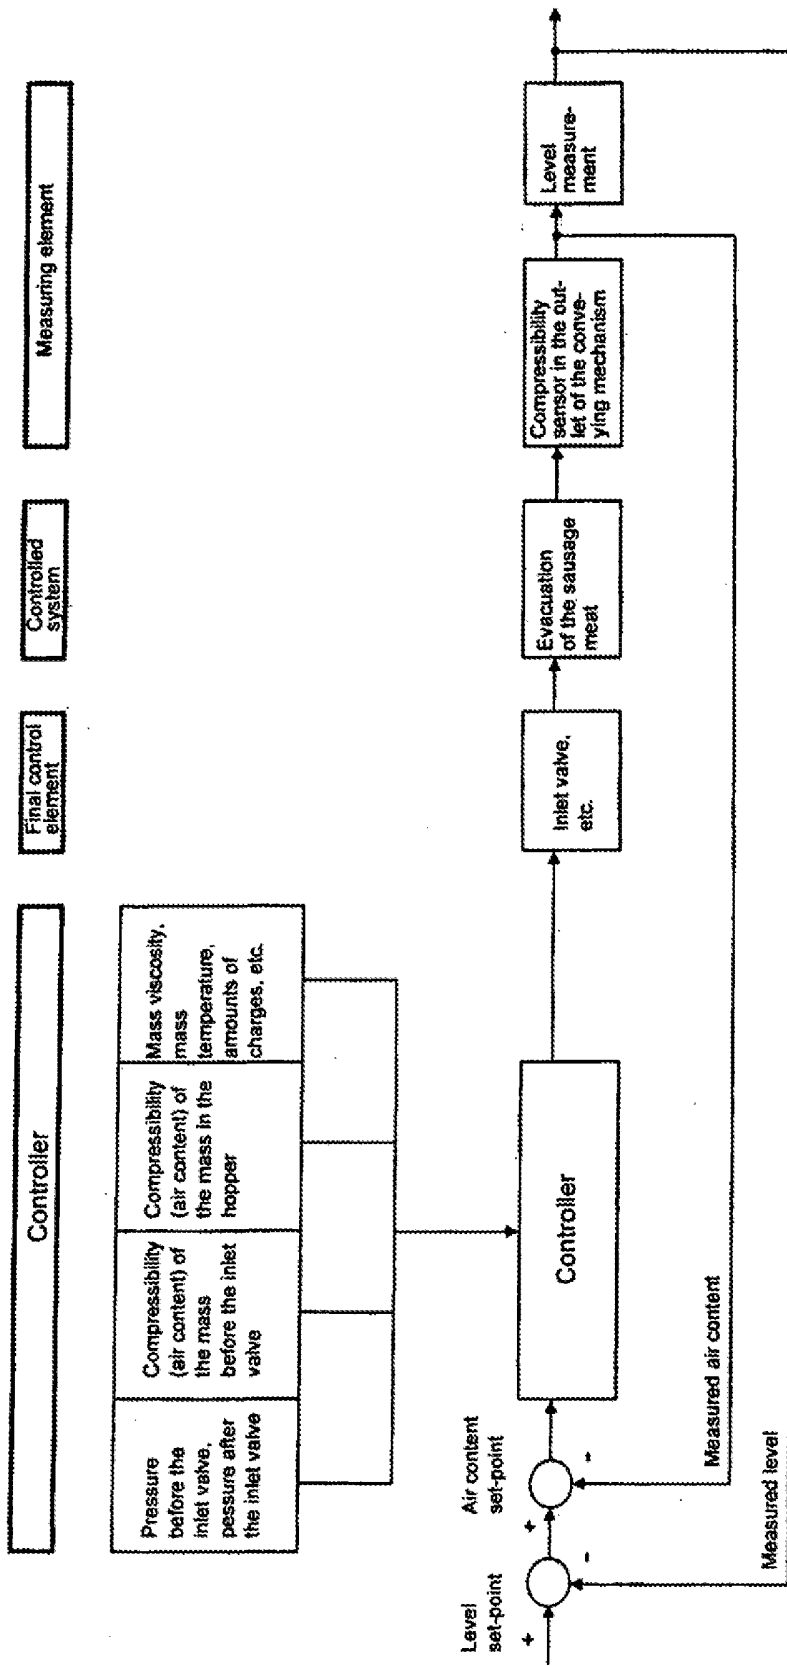 Controller
Final control
element
Controlled
system
Measuring element
Pressure
before the
inlet valve,
pessure after
the inlet valve
Compressibility
(air content) of
the mass
before the inlet
valve
Compressibility
(air content) of
the mass in the
hopper
Mass viscosity,
mass
temperature,
amounts of
charges, etc.
Level
set-point
+
-
Air content
set-point
+
-
Controller
Inlet valve,
etc.
Evacuation
of the sausage
meat
Compressibility
sensor in the out-
let of the conve-
ying mechanism
Level
measure-
ment
Measured air content
Measured level